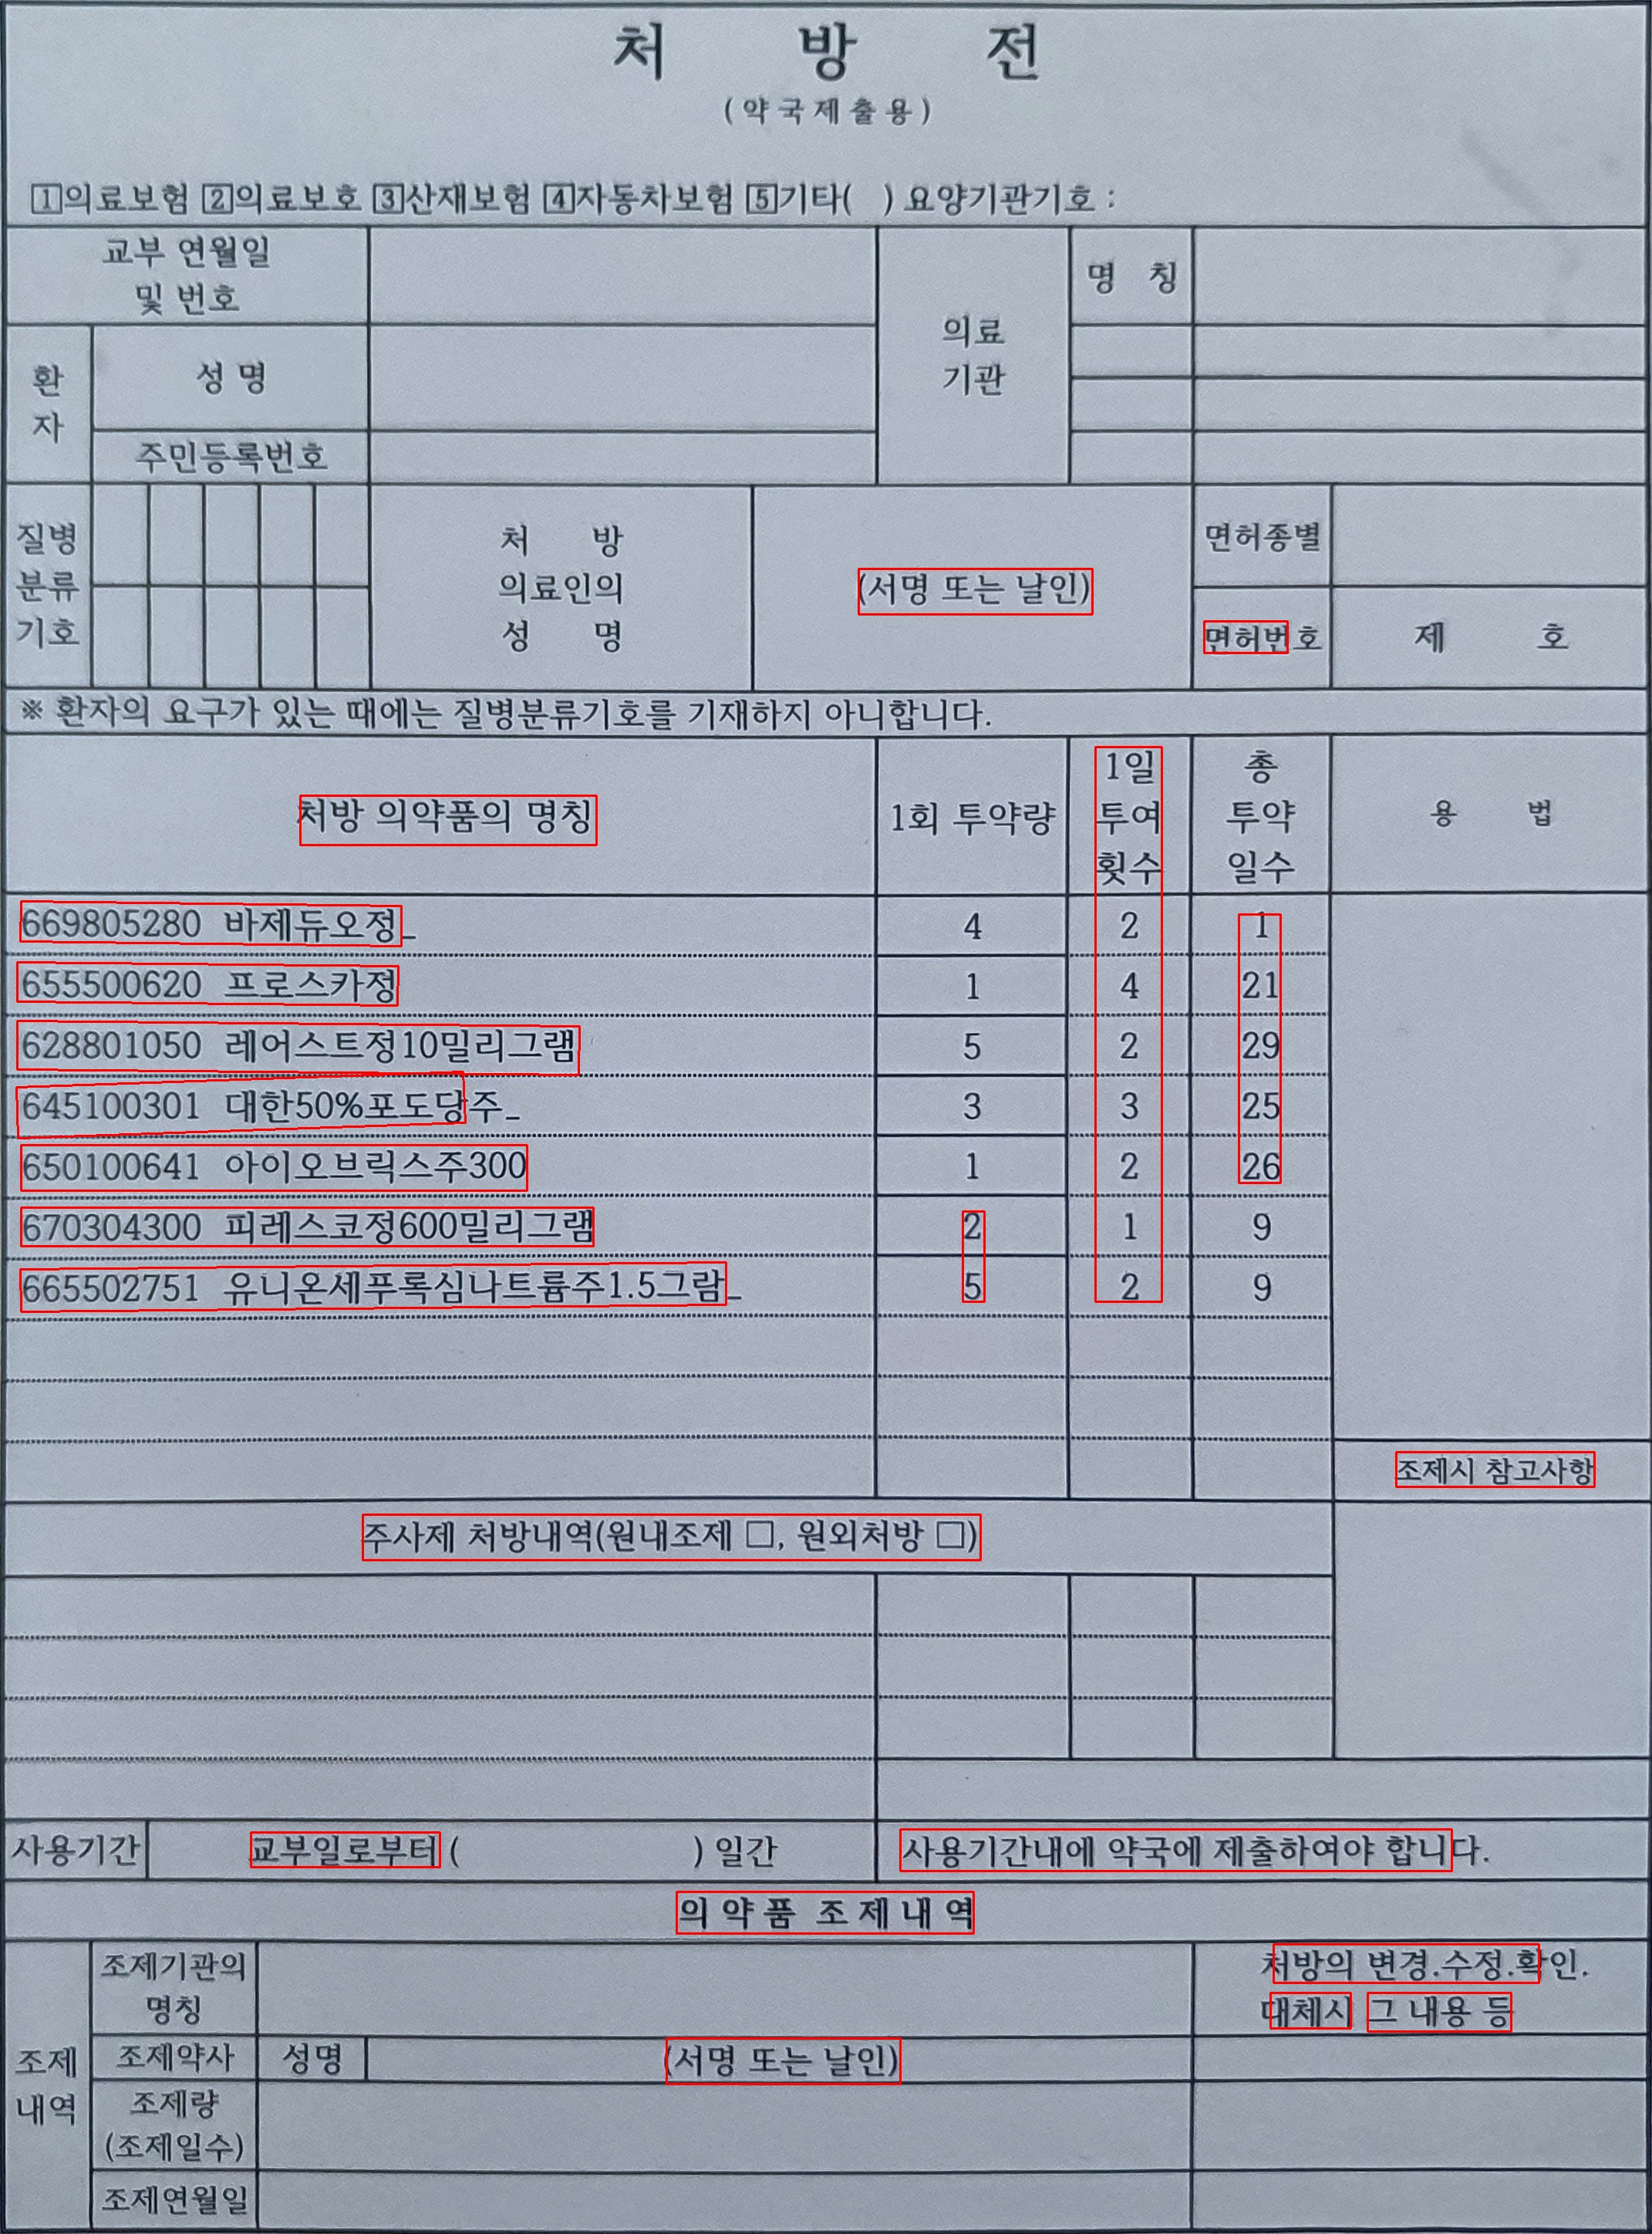 처 방 전
(약국제출용)
1의료보험 2의료보호 3산재보험 4자동차보험 5기타( ) 요양기관기호 :
교부 연월일
및 번호
의료
기관
명 칭
환
자
성 명
주민등록번호
질병
분류
기호
처 방
의료인의
성 명
(서명 또는 날인)
면허종별
면허번호
제 호
※ 환자의 요구가 있는 때에는 질병분류기호를 기재하지 아니합니다.
처방 의약품의 명칭
1회 투약량
1일
투여
횟수
총
투약
일수
용 법
669805280 바제듀오정_ 4 2 1
655500620 프로스카정 1 4 21
628801050 레어스트정10밀리그램 5 2 29
645100301 대한50%포도당주_ 3 3 25
650100641 아이오브릭스주300 1 2 26
670304300 피레스코정600밀리그램 2 1 9
665502751 유니온세푸록심나트륨주1.5그람_ 5 2 9
조제시 참고사항
주사제 처방내역(원내조제 □, 원외처방 □)
사용기간
교부일로부터 ( ) 일간
사용기간내에 약국에 제출하여야 합니다.
의 약 품 조 제 내 역
조제
내역
조제기관의
명칭
처방의 변경.수정.확인.
대체시 그 내용 등
조제약사
성명
(서명 또는 날인)
조제량
(조제일수)
조제연월일